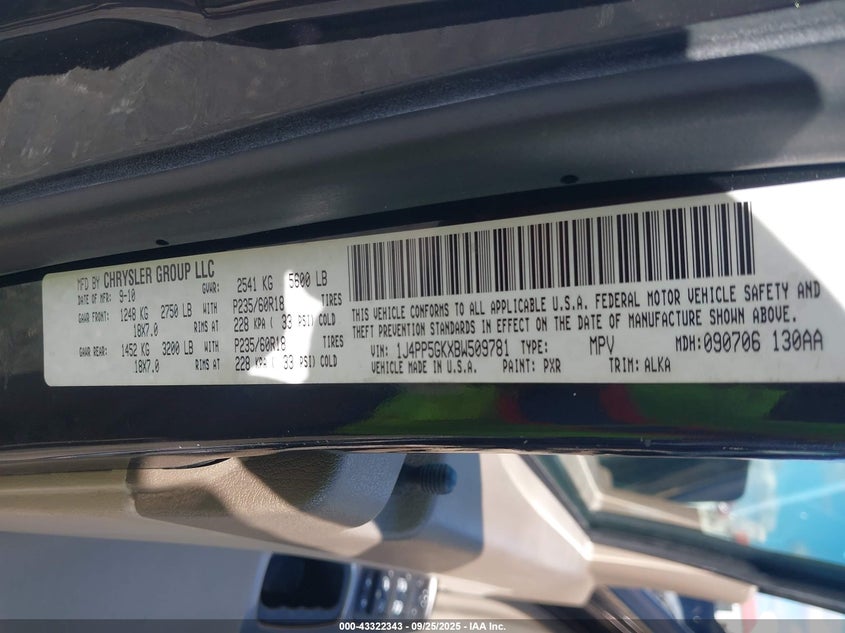 MFD BY CHRYSLER GROUP LLC
DATE OF MFR: 9-10 GVWR: 2541 KG 5600 LB
GAWR FRONT: 1248 KG 2750 LB WITH P235/60R18 TIRES
18X7.0 RIMS AT 228 KPA ( 33 PSI) COLD
GAWR REAR: 1452 KG 3200 LB WITH P235/60R18 TIRES
18X7.0 RIMS AT 228 KPA ( 33 PSI) COLD
THIS VEHICLE CONFORMS TO ALL APPLICABLE U.S.A. FEDERAL MOTOR VEHICLE SAFETY AND
THEFT PREVENTION STANDARDS IN EFFECT ON THE DATE OF MANUFACTURE SHOWN ABOVE.
VIN: 1J4PP5GKXBW509781 TYPE: MPV MDH:090706 130AA
VEHICLE MADE IN U.S.A. PAINT: PXR TRIM: ALKA
000-43322343 - 09/25/2025 - IAA Inc.